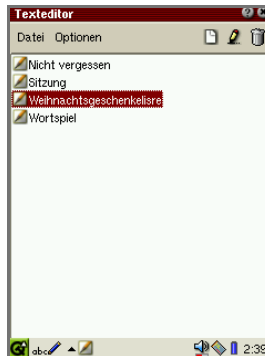 Texteditor
Datei Optionen
Nicht vergessen
Sitzung
Weihnachtsgeschenkelisre
Wortspiel
abc 2:39